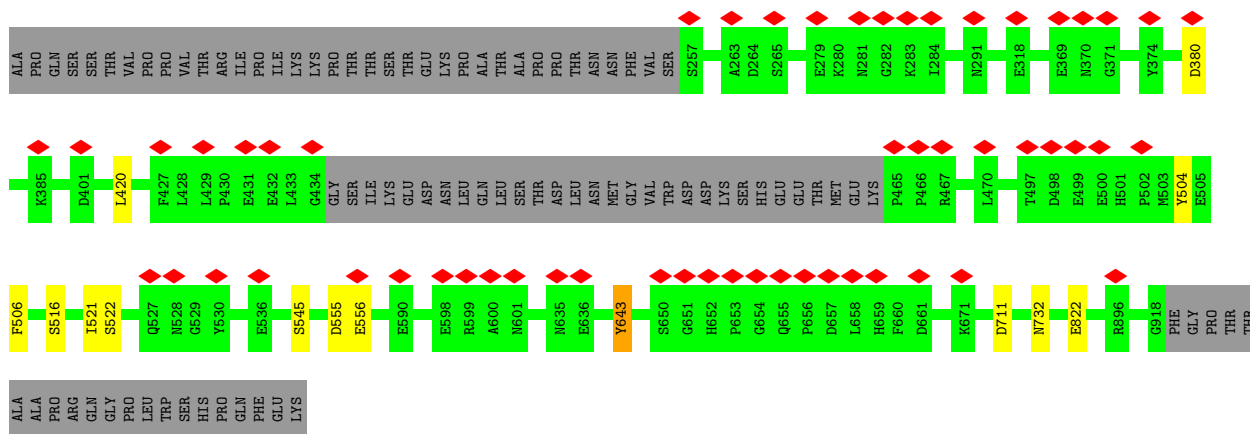 ALA PRO GLN SER SER THR VAL PRO PRO VAL THR ARG ILE PRO ILE LYS LYS PRO THR THR SER THR GLU LYS PRO ALA THR ALA PRO PRO THR ASN ASN PHE VAL SER S257 A263 D264 S265 E279 K280 N281 G282 K283 I284 N291 E318 E369 N370 G371 Y374 D380
K385 D401 L420 F427 L428 L429 P430 E431 E432 L433 G434 GLY SER ILE LYS GLU ASP ASN LEU GLN LEU SER THR ASP LEU ASN MET GLY VAL TRP ASP ASP LYS SER HIS GLU GLU THR MET GLU LYS P465 P466 R467 L470 T497 D498 E499 E500 H501 P502 M503 Y504 E505
F506 S516 I521 S522 Q527 N528 G529 Y530 E536 S545 D555 E556 E590 E598 R599 A600 N601 N635 E636 Y643 S650 G651 H652 P653 G654 Q655 P656 D657 L658 H659 F660 D661 K671 D711 N732 E822 R896 G918 PHE GLY PRO THR THR
ALA ALA PRO ARG GLN GLY PRO LEU TRP SER HIS PRO GLN PHE GLU LYS